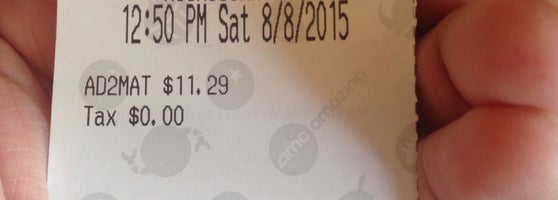 12:50 PM Sat 8/8/2015
AD2MAT $11.29
Tax $0.00
amc amazing